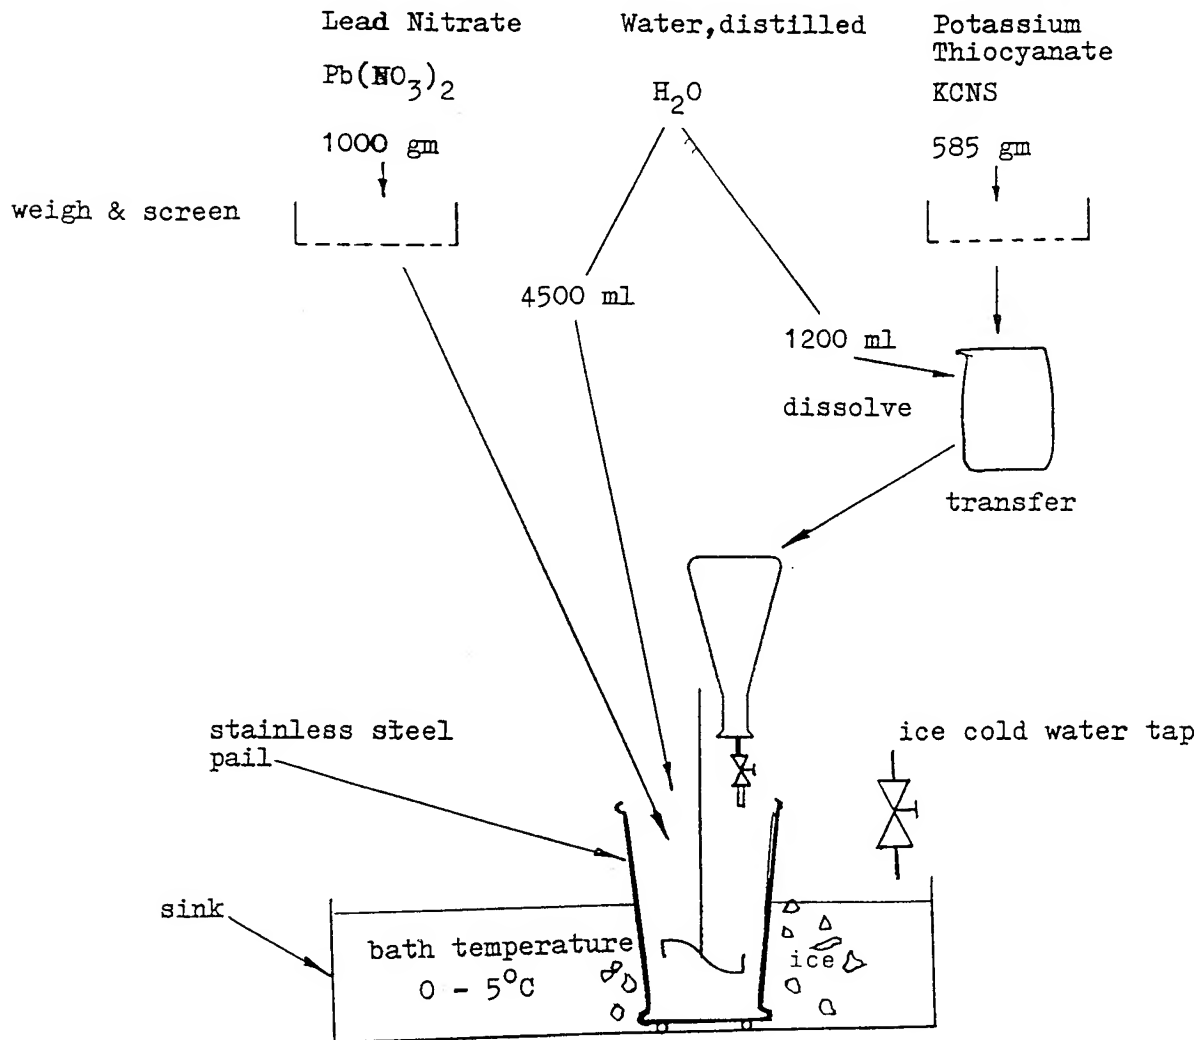 Lead Nitrate
Pb(NO3)2
1000 gm
Water,distilled
H2O
Potassium
Thiocyanate
KCNS
585 gm
weigh & screen
4500 ml
1200 ml
dissolve
transfer
stainless steel
pail
ice cold water tap
sink
bath temperature
0 - 5°C
ice